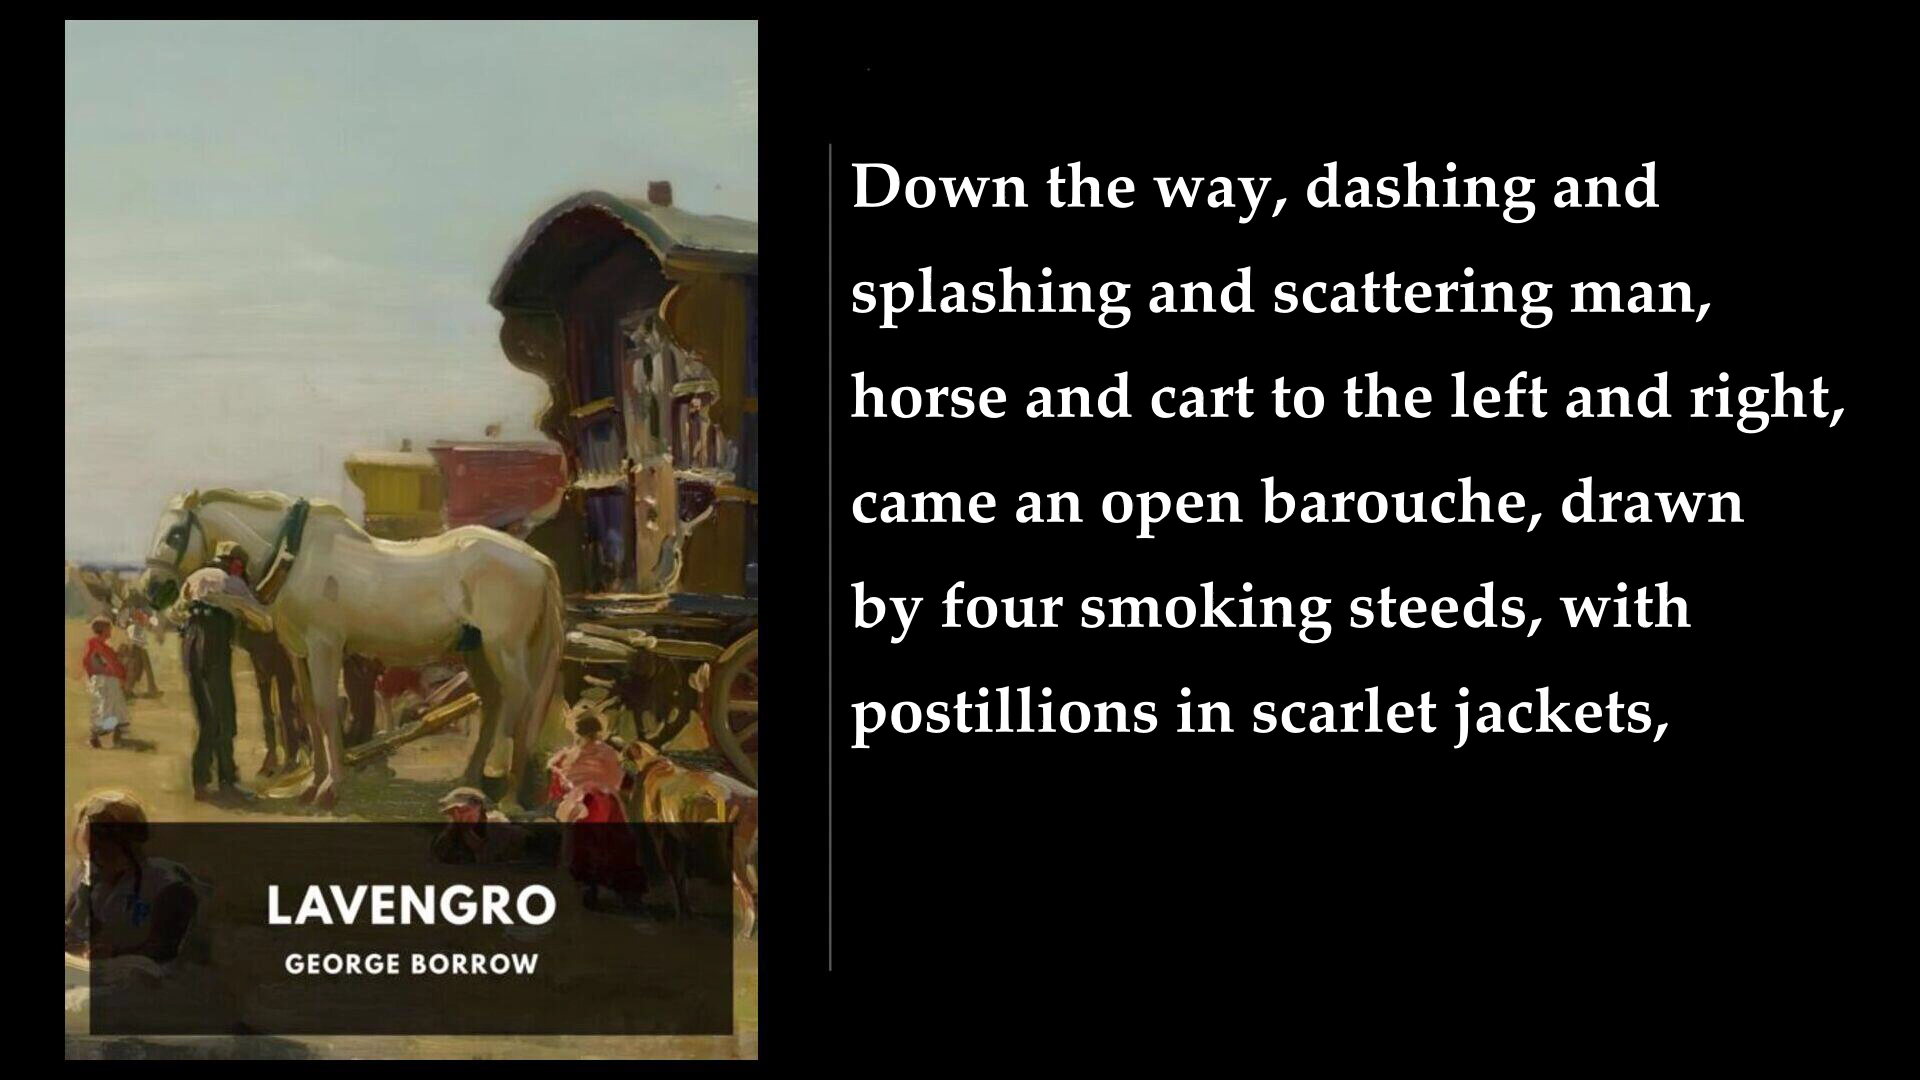 Down the way, dashing and
splashing and scattering man,
horse and cart to the left and right,
came an open barouche, drawn
by four smoking steeds, with
postillions in scarlet jackets,
LAVENGRO
GEORGE BORROW